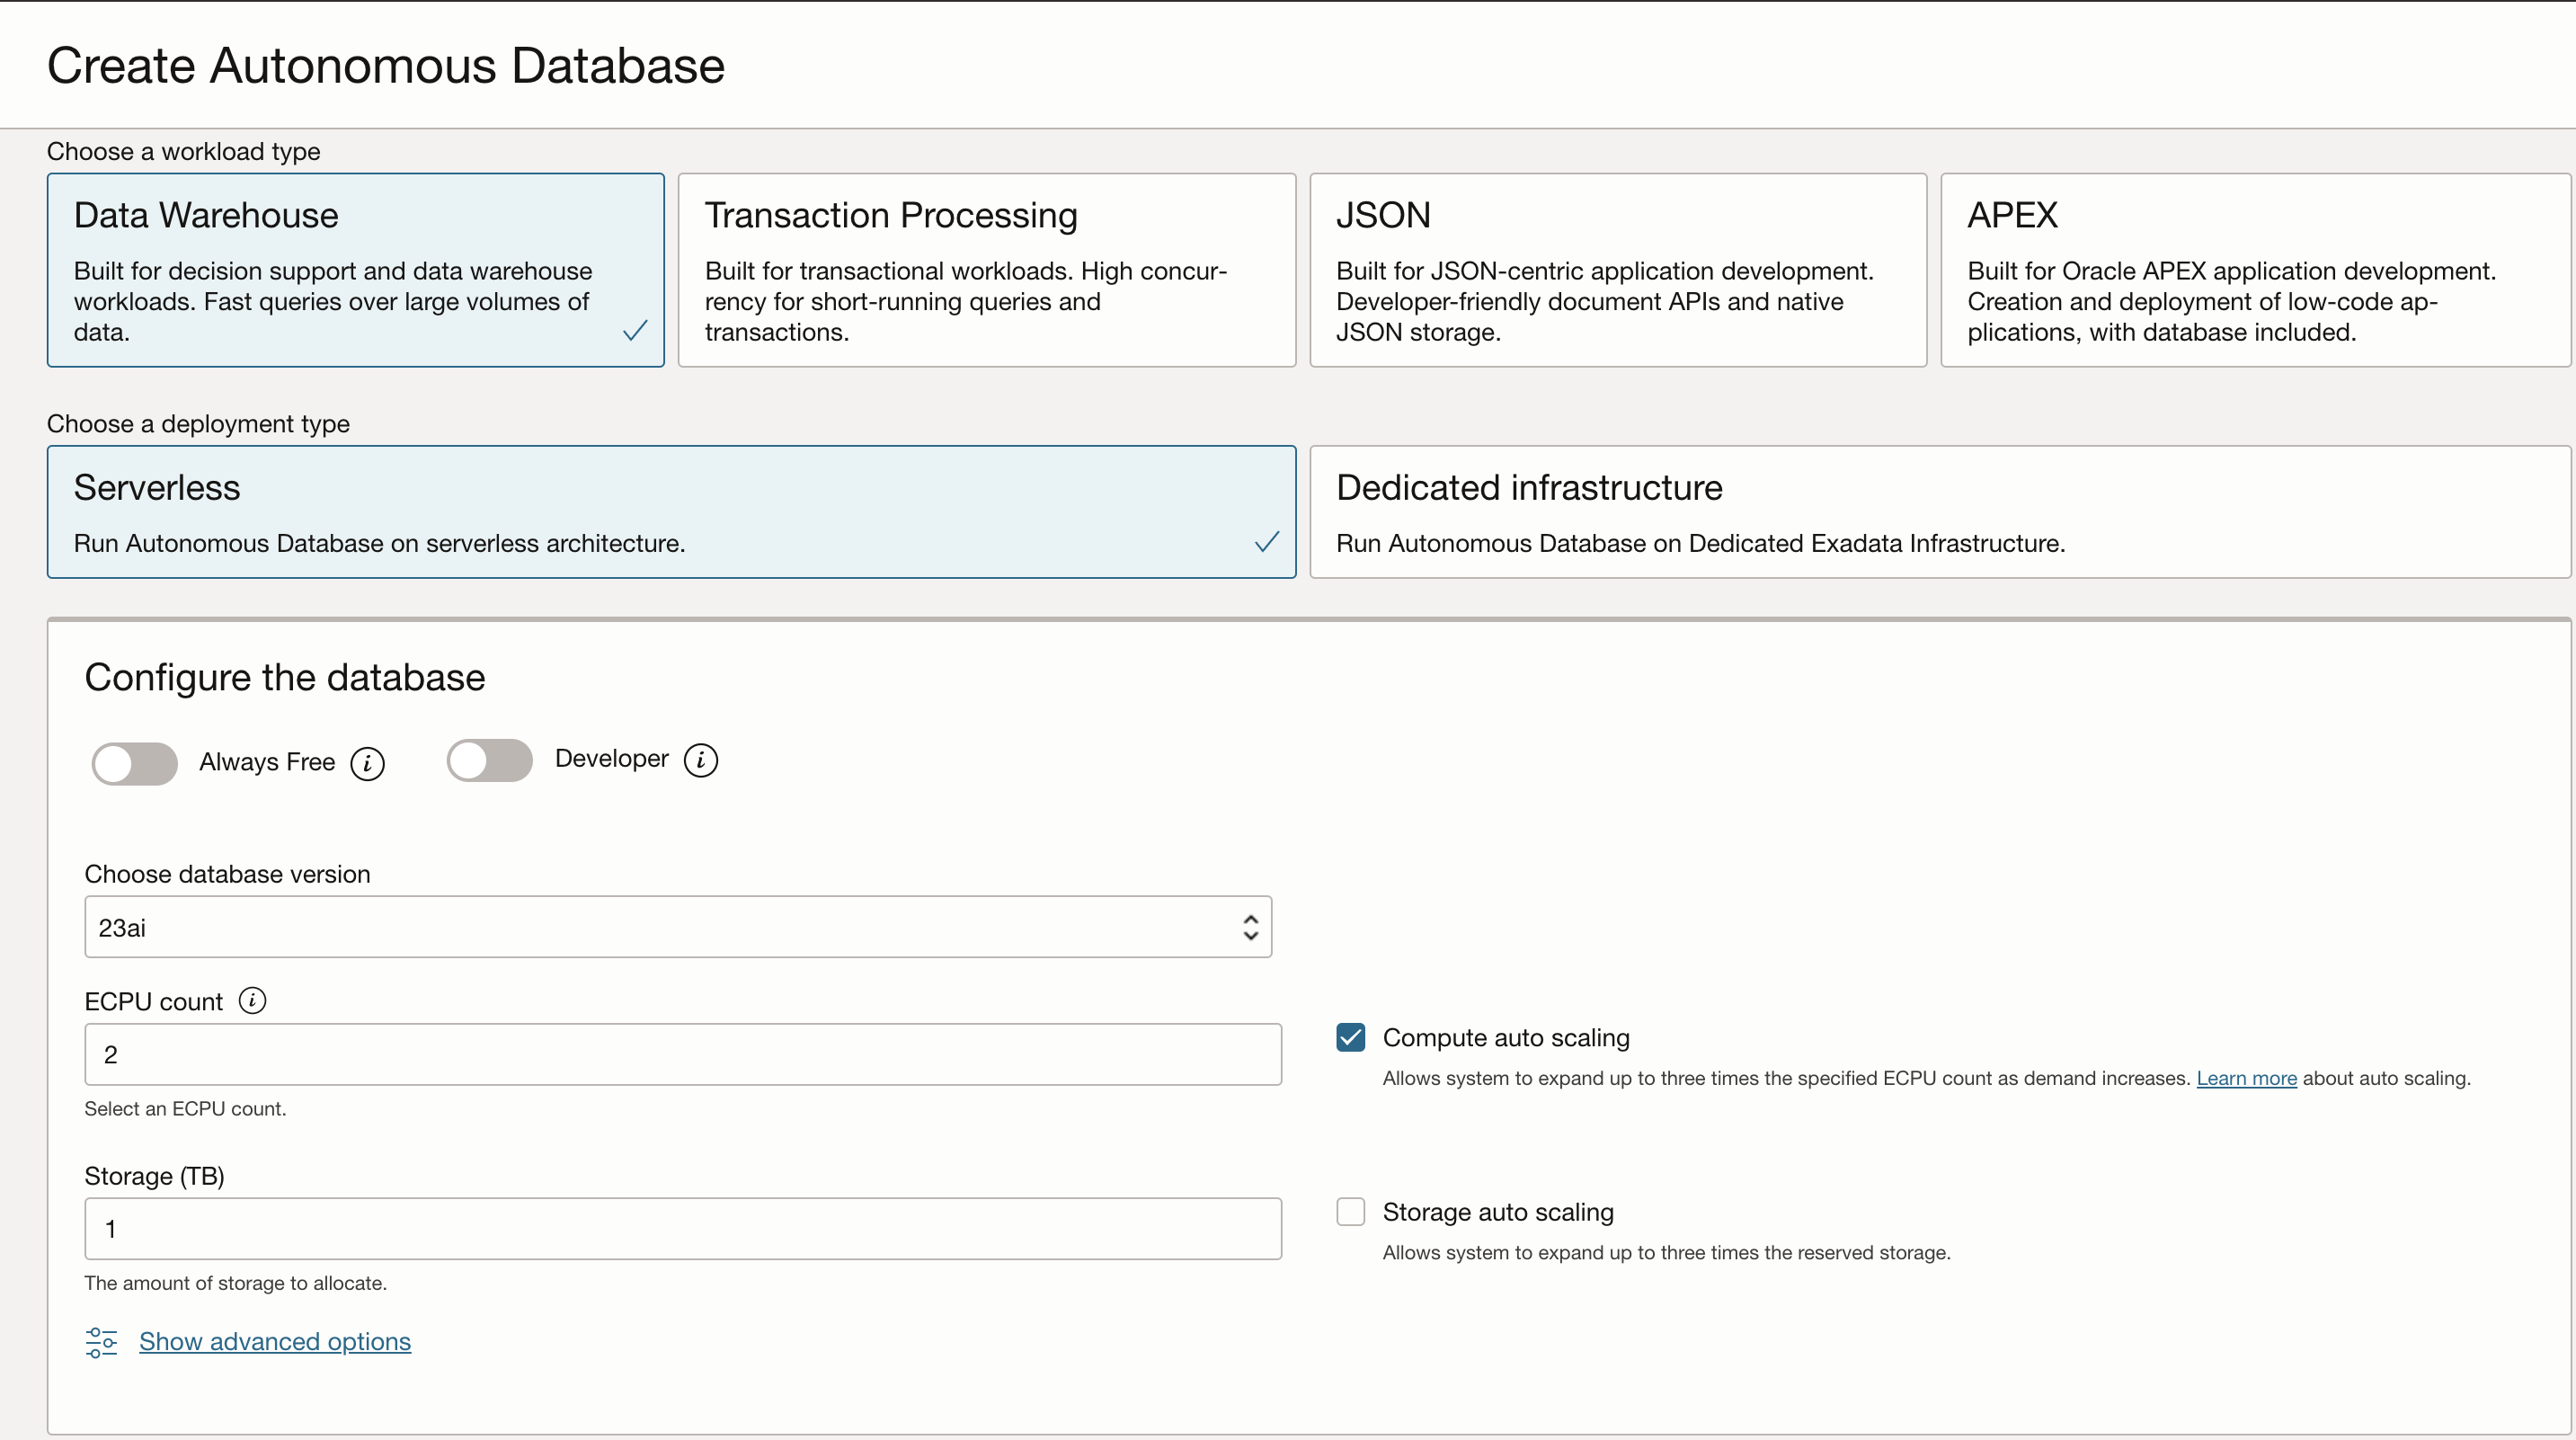 Create Autonomous Database
Choose a workload type
Data Warehouse
Built for decision support and data warehouse
workloads. Fast queries over large volumes of
data.
Transaction Processing
Built for transactional workloads. High concur-
rency for short-running queries and
transactions.
JSON
Built for JSON-centric application development.
Developer-friendly document APIs and native
JSON storage.
APEX
Built for Oracle APEX application development.
Creation and deployment of low-code ap-
plications, with database included.
Choose a deployment type
Serverless
Run Autonomous Database on serverless architecture.
Dedicated infrastructure
Run Autonomous Database on Dedicated Exadata Infrastructure.
Configure the database
Always Free
Developer
Choose database version
23ai
ECPU count
2
Select an ECPU count.
Compute auto scaling
Allows system to expand up to three times the specified ECPU count as demand increases. Learn more about auto scaling.
Storage (TB)
1
The amount of storage to allocate.
Storage auto scaling
Allows system to expand up to three times the reserved storage.
Show advanced options